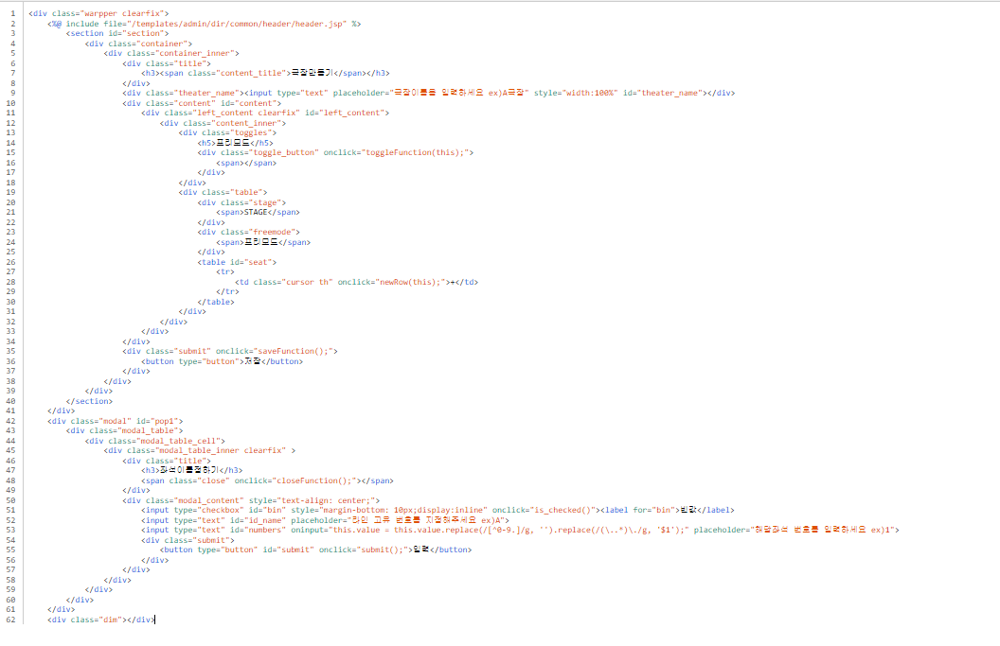 1 <div class="warpper clearfix">
2 <%@ include file="/templates/admin/dir/common/header/header.jsp" %>
3 <section id="section">
4 <div class="container">
5 <div class="container_inner">
6 <div class="title">
7 <h3><span class="content_title">극장만들기</span></h3>
8 </div>
9 <div class="theater_name"><input type="text" placeholder="극장이름을 입력하세요 ex)A극장" style="width:100%" id="theater_name"></div>
10 <div class="content" id="content">
11 <div class="left_content clearfix" id="left_content">
12 <div class="content_inner">
13 <div class="toggles">
14 <h5>프리모드</h5>
15 <div class="toggle_button" onclick="toggleFunction(this);">
16 <span></span>
17 </div>
18 </div>
19 <div class="table">
20 <div class="stage">
21 <span>STAGE</span>
22 </div>
23 <div class="freemode">
24 <span>프리모드</span>
25 </div>
26 <table id="seat">
27 <tr>
28 <td class="cursor th" onclick="newRow(this);">+</td>
29 </tr>
30 </table>
31 </div>
32 </div>
33 </div>
34 </div>
35 <div class="submit" onclick="saveFunction();">
36 <button type="button">저장</button>
37 </div>
38 </div>
39 </div>
40 </section>
41 </div>
42 <div class="modal" id="pop1">
43 <div class="modal_table">
44 <div class="modal_table_cell">
45 <div class="modal_table_inner clearfix" >
46 <div class="title">
47 <h3>좌석이름정하기</h3>
48 <span class="close" onclick="closeFunction();"></span>
49 </div>
50 <div class="modal_content" style="text-align: center;">
51 <input type="checkbox" id="bin" style="margin-bottom: 10px;display:inline" onclick="is_checked()"><label for="bin">빈값</label>
52 <input type="text" id="id_name" placeholder="라인 고유 번호를 지정해주세요 ex)A">
53 <input type="text" id="numbers" oninput="this.value = this.value.replace(/[^0-9.]/g, '').replace(/(\..*)\./g, '$1');" placeholder="해당좌석 번호를 입력하세요 ex)1">
54 <div class="submit">
55 <button type="button" id="submit" onclick="submit();">입력</button>
56 </div>
57 </div>
58 </div>
59 </div>
60 </div>
61 </div>
62 <div class="dim"></div>